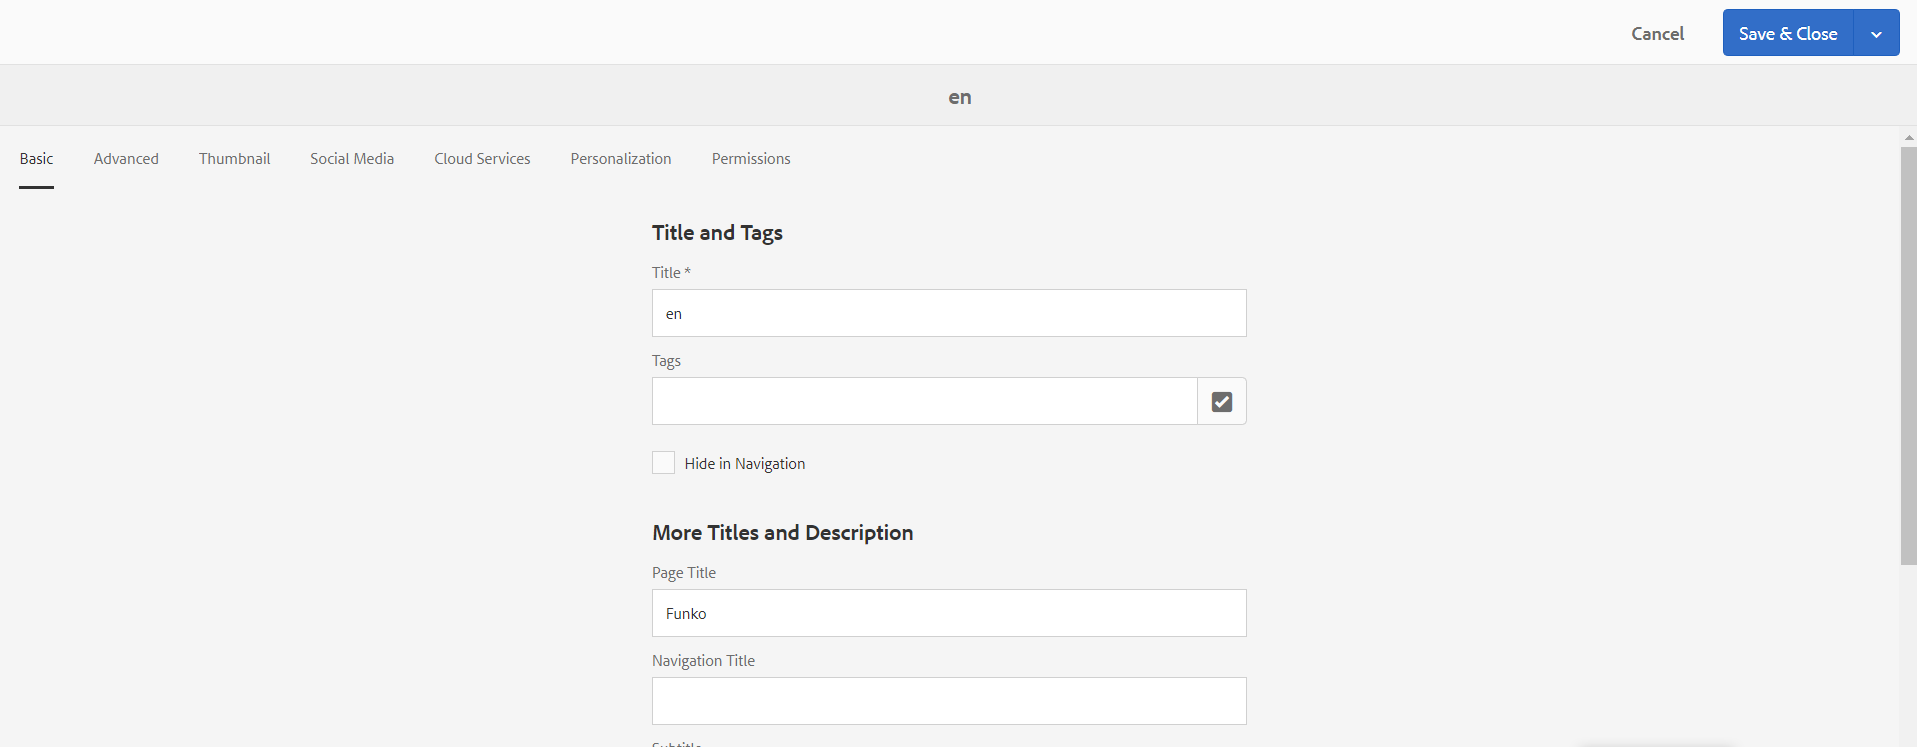 Cancel
Save & Close
en
Basic Advanced Thumbnail Social Media Cloud Services Personalization Permissions
Title and Tags
Title *
en
Tags
Hide in Navigation
More Titles and Description
Page Title
Funko
Navigation Title
Subtitle